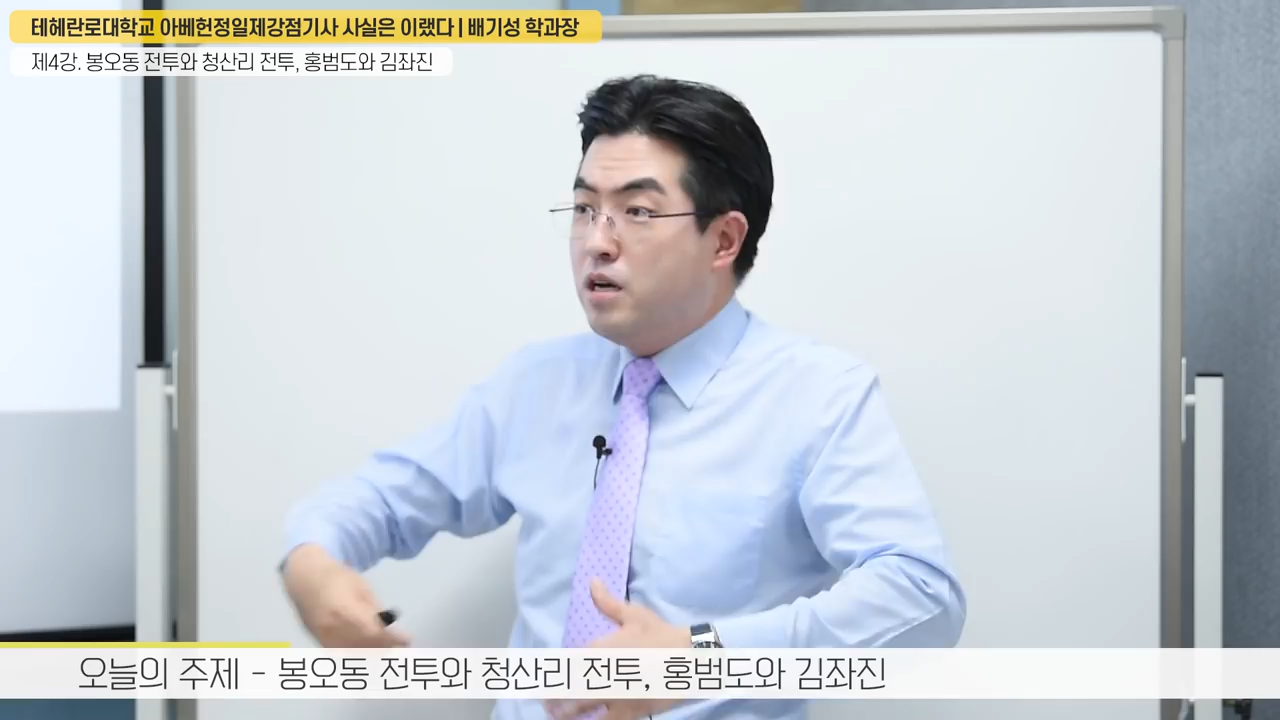 테헤란로대학교 아베헌정일제강점기사 사실은 이랬다 | 배기성 학과장
제4강. 봉오동 전투와 청산리 전투, 홍범도와 김좌진
오늘의 주제 - 봉오동 전투와 청산리 전투, 홍범도와 김좌진